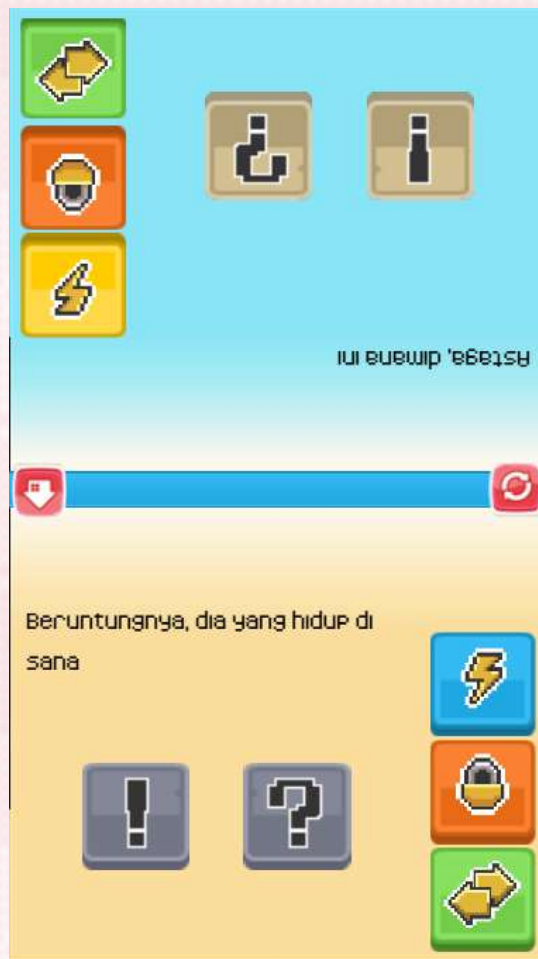 ? !
Astaga, dimana ini
Beruntungnya, dia yang hidup di
sana
! ?